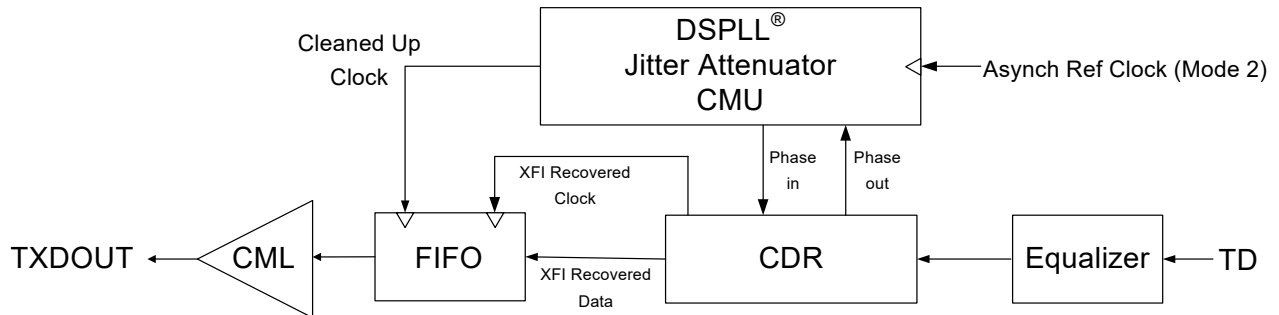 DSPLL®
Jitter Attenuator
CMU
Cleaned Up
Clock
Asynch Ref Clock (Mode 2)
Phase
in
Phase
out
XFI Recovered
Clock
TXDOUT
CML
FIFO
XFI Recovered
Data
CDR
Equalizer
TD